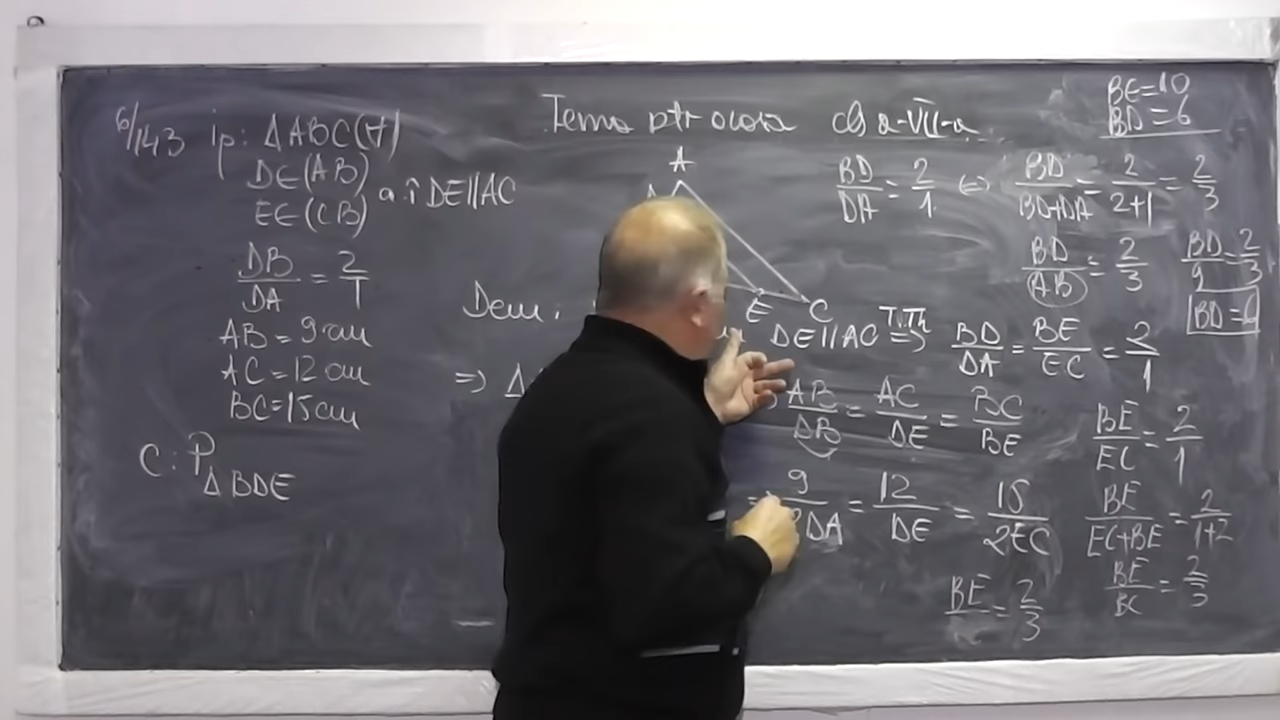 6/143 ip: ΔABC(∀)
D∈(AB)
E∈(CB)
a.î DE||AC
DB/DA = 2/1
AB = 9 cm
AC = 12 cm
BC = 15 cm
C: P ΔBDE
Tema ptr ocosa cls a-VII-a
A
E
C
Dem:
DE||AC T.Th ⇒ BD/DA = BE/EC = 2/1
⇒ Δ
AB/DB = AC/DE = BC/BE
9/2DA = 12/DE = 15/2EC
BD/DA = 2/1 ⇔ BD/BD+DA = 2/2+1 = 2/3
BD/AB = 2/3
BD/9 = 2/3
BD = 6
BE = 10
BD = 6
BE/EC = 2/1
BE/EC+BE = 2/1+2
BE/BC = 2/3
BE/ = 2/3